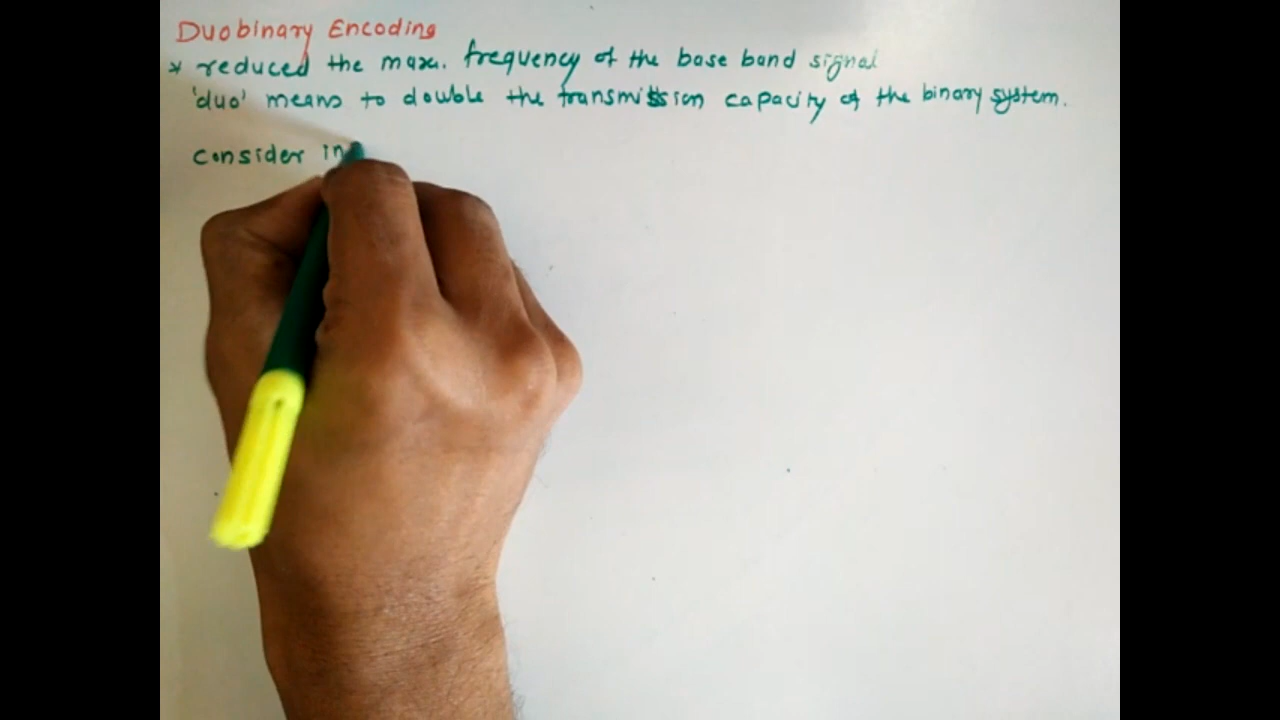 Duobinary Encoding
* reduced the max. frequency of the base band signal
'duo' means to double the transmission capacity of the binary system.
consider in